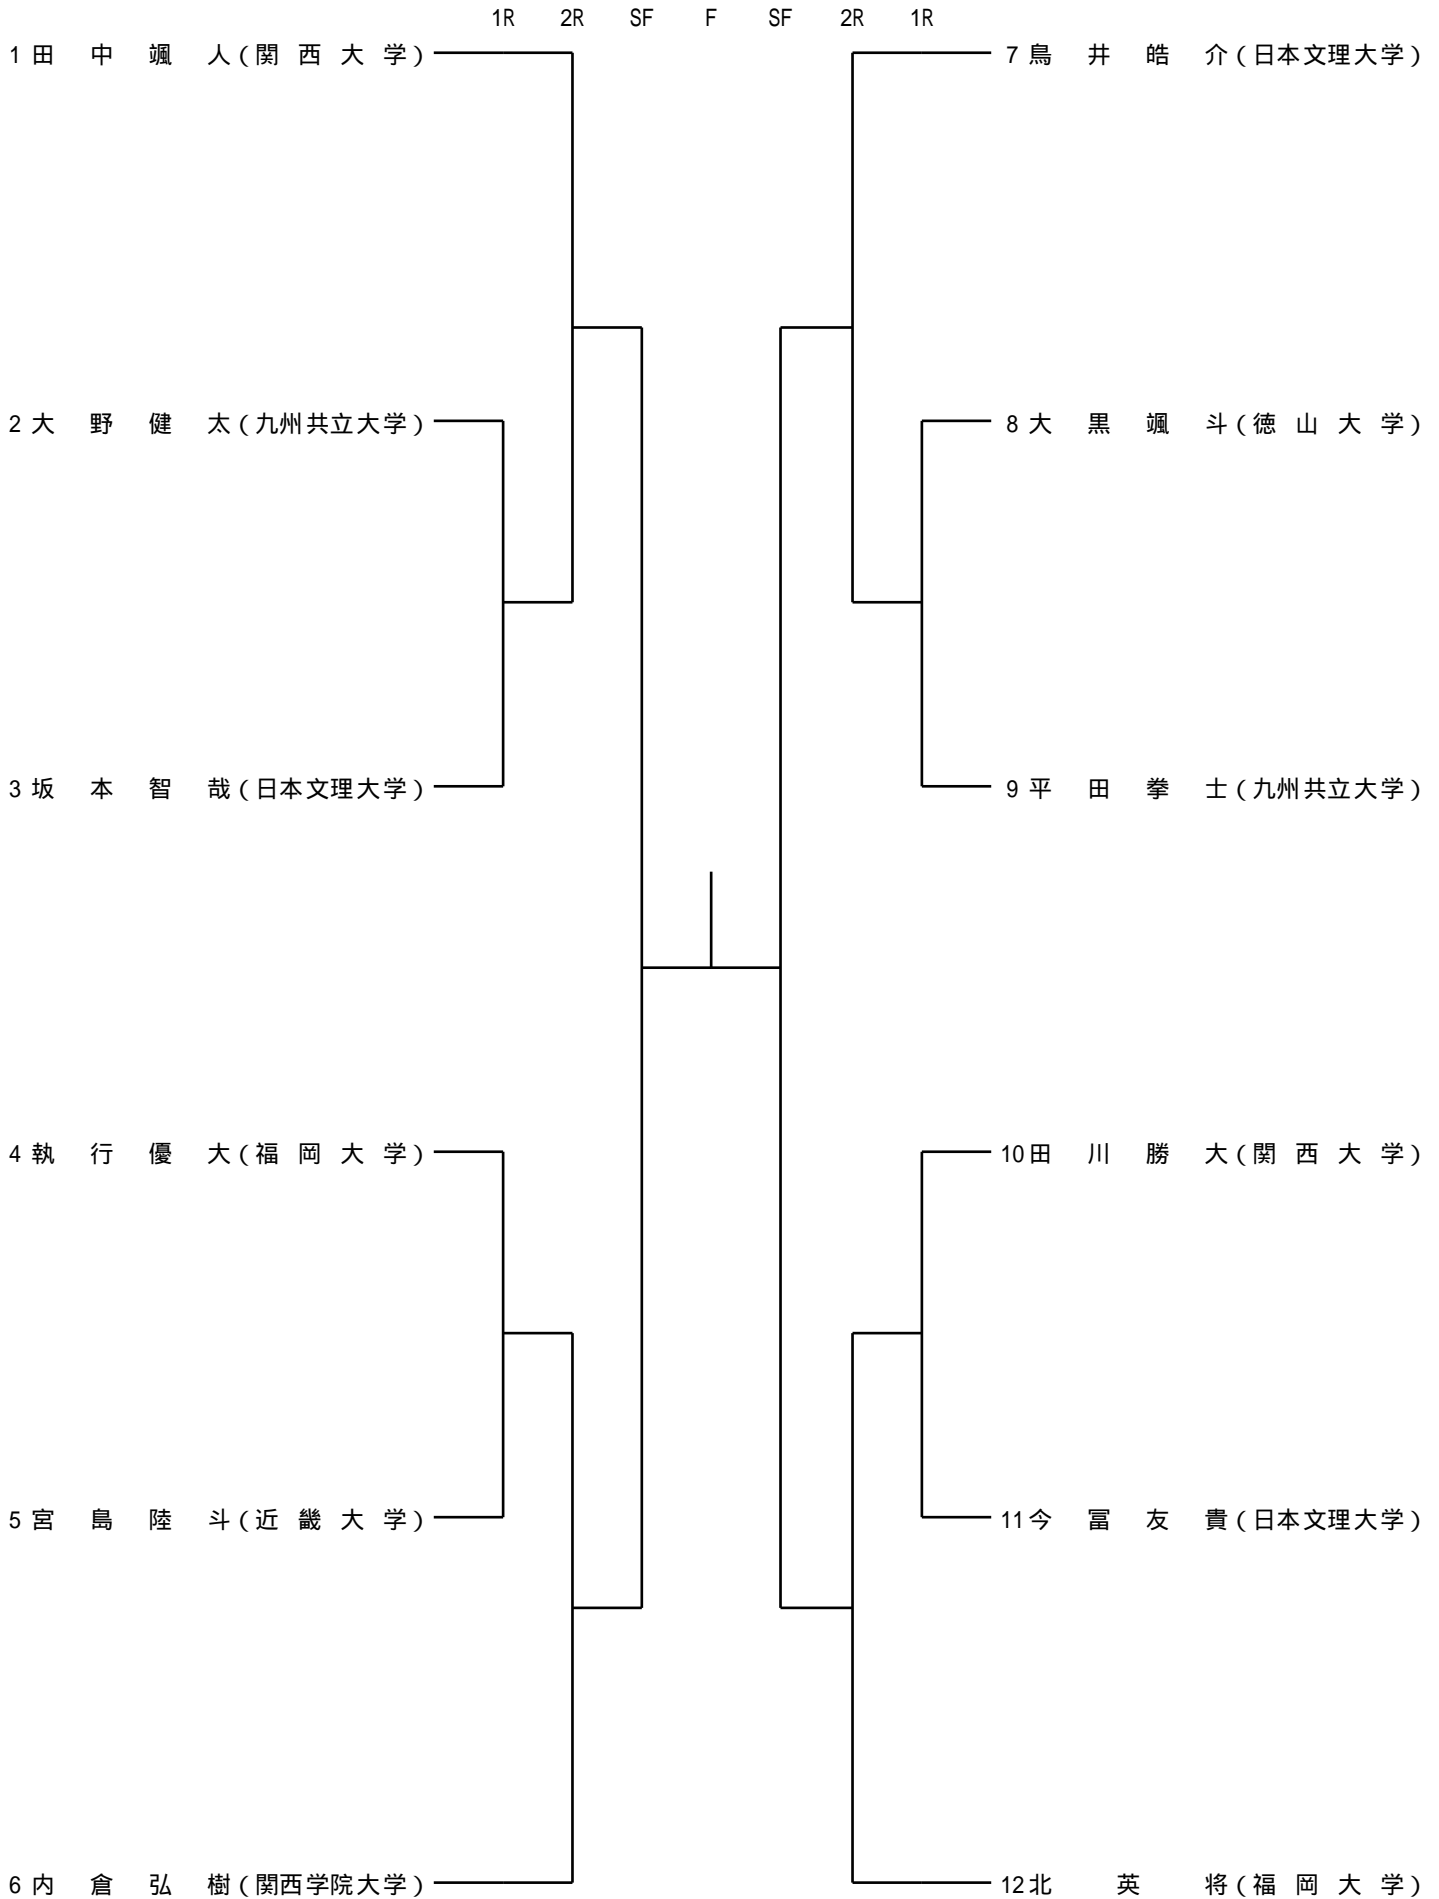 1R 2R SF F SF 2R 1R
1 田中颯人(関西大学)
2 大野健太(九州共立大学)
3 坂本智哉(日本文理大学)
4 執行優大(福岡大学)
5 宮島陸斗(近畿大学)
6 内倉弘樹(関西学院大学)
7 鳥井皓介(日本文理大学)
8 大黒颯斗(徳山大学)
9 平田拳士(九州共立大学)
10 田川勝大(関西大学)
11 今冨友貴(日本文理大学)
12 北英将(福岡大学)